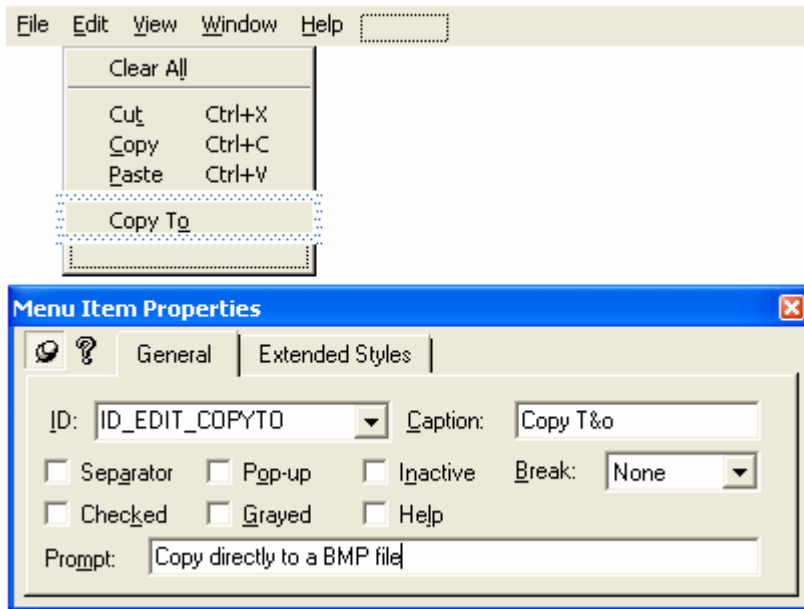 File Edit View Window Help
Clear All
Cut Ctrl+X
Copy Ctrl+C
Paste Ctrl+V
Copy To
Menu Item Properties
General Extended Styles
ID: ID_EDIT_COPYTO Caption: Copy T&o
Separator Pop-up Inactive Break: None
Checked Grayed Help
Prompt: Copy directly to a BMP file